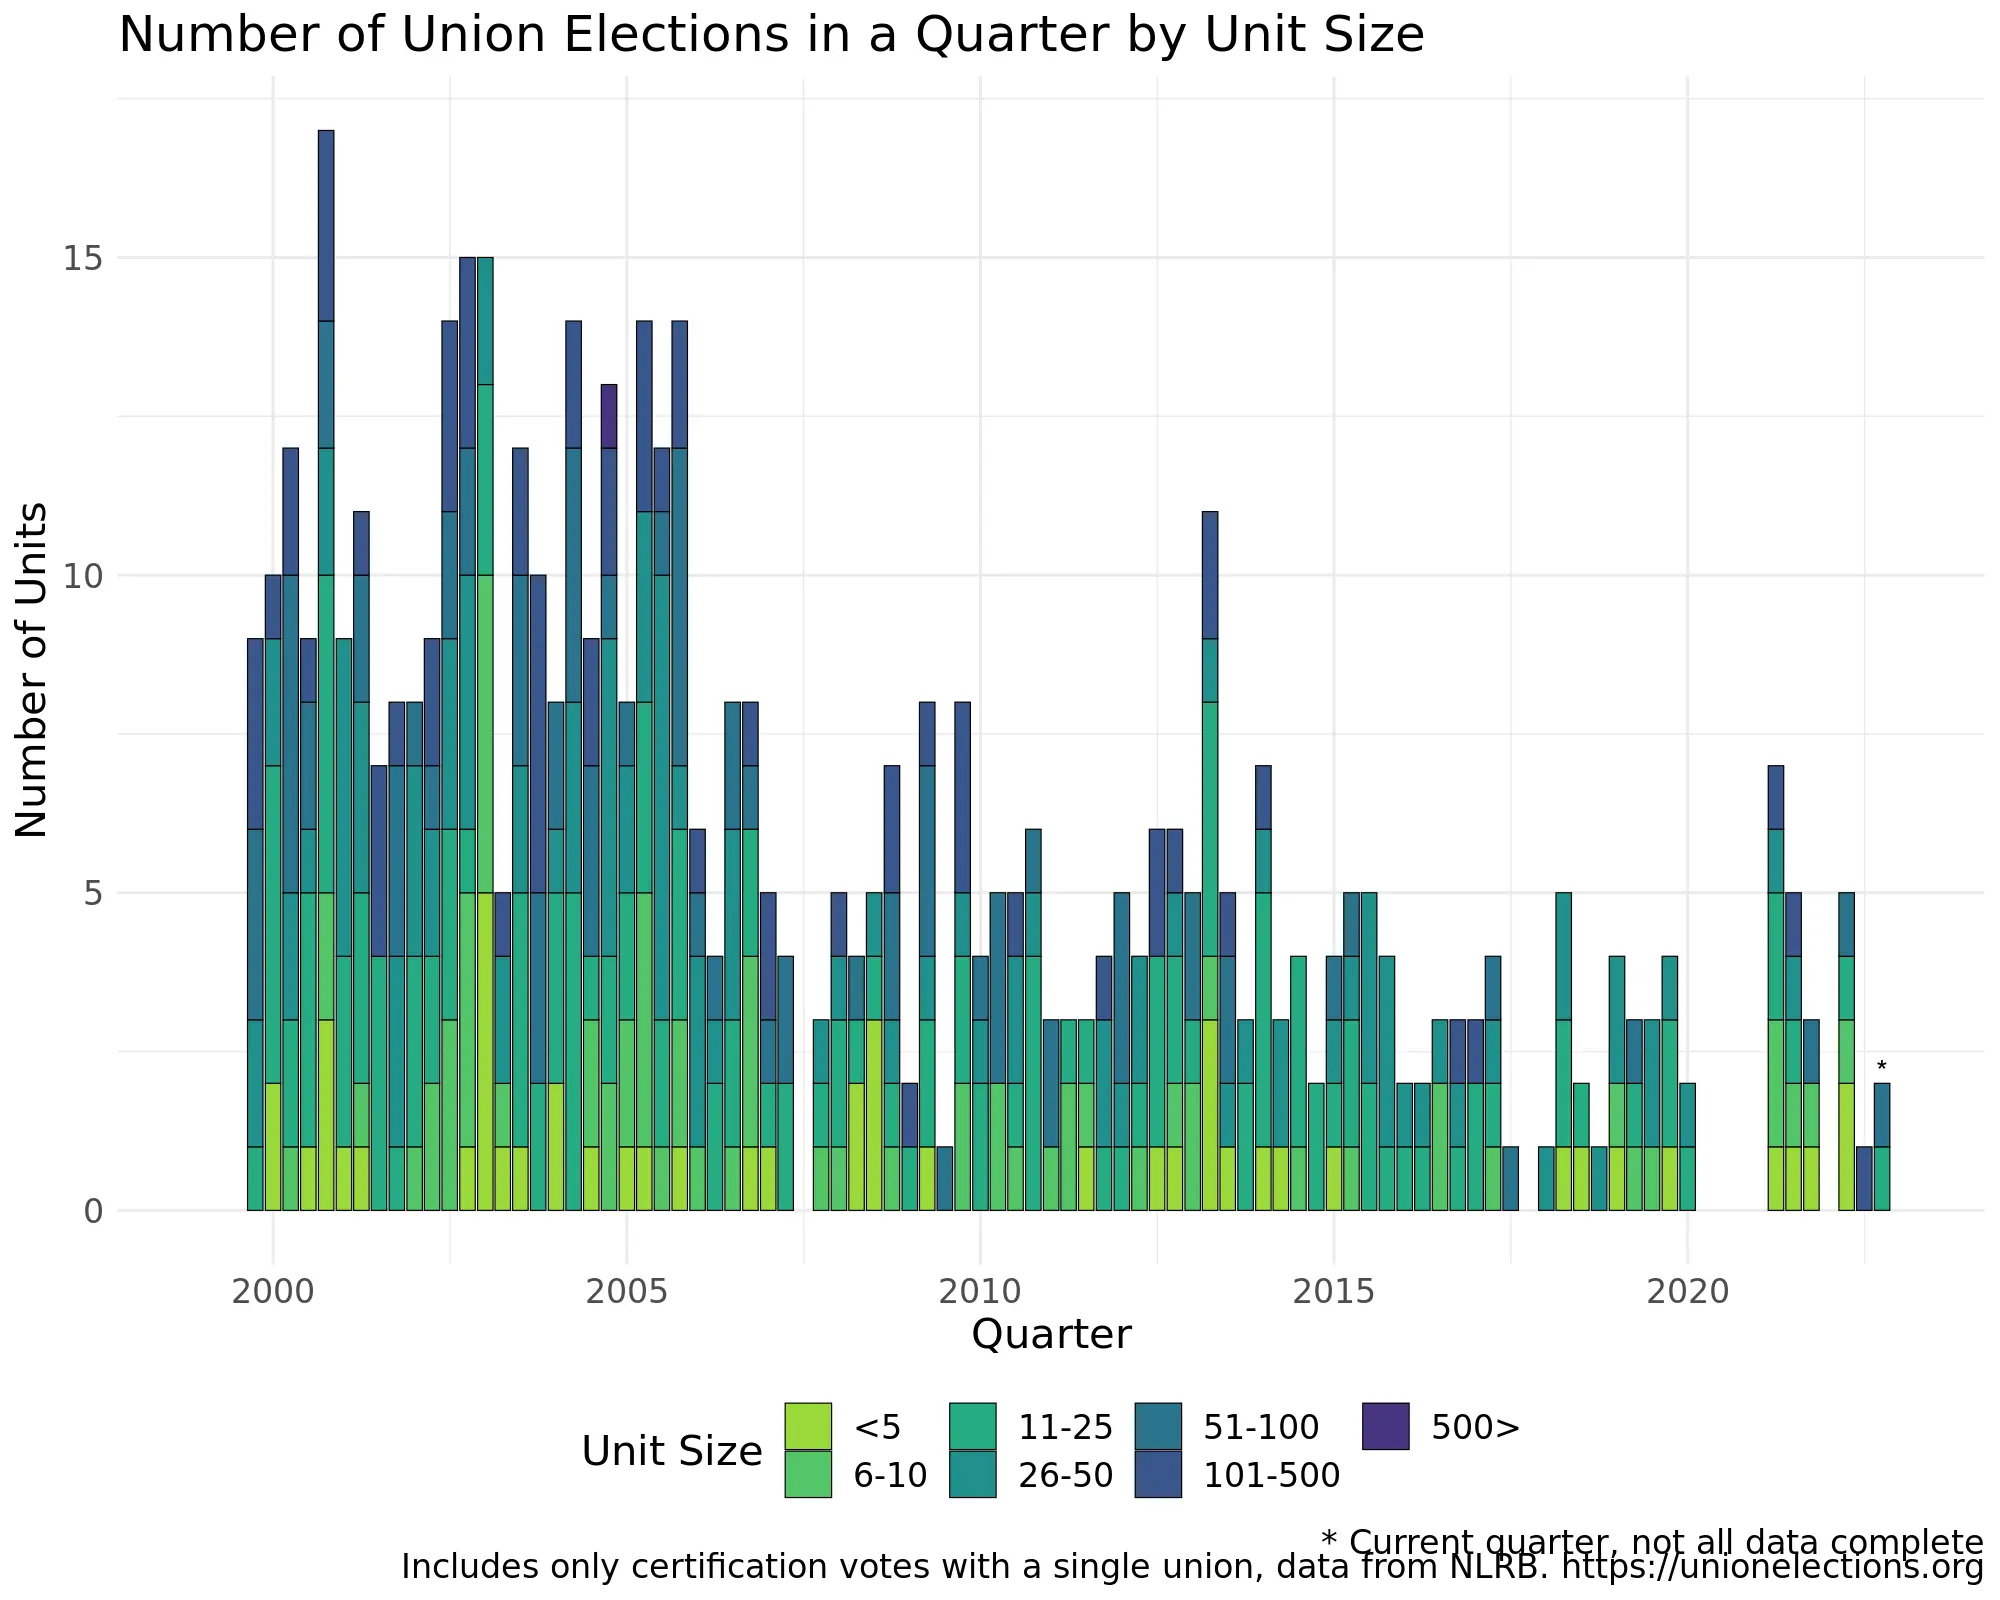 Number of Union Elections in a Quarter by Unit Size
Number of Units
15
10
5
0
*
2000 2005 2010 2015 2020
Quarter
Unit Size
<5 11-25 51-100 500>
6-10 26-50 101-500
* Current quarter, not all data complete
Includes only certification votes with a single union, data from NLRB. https://unionelections.org